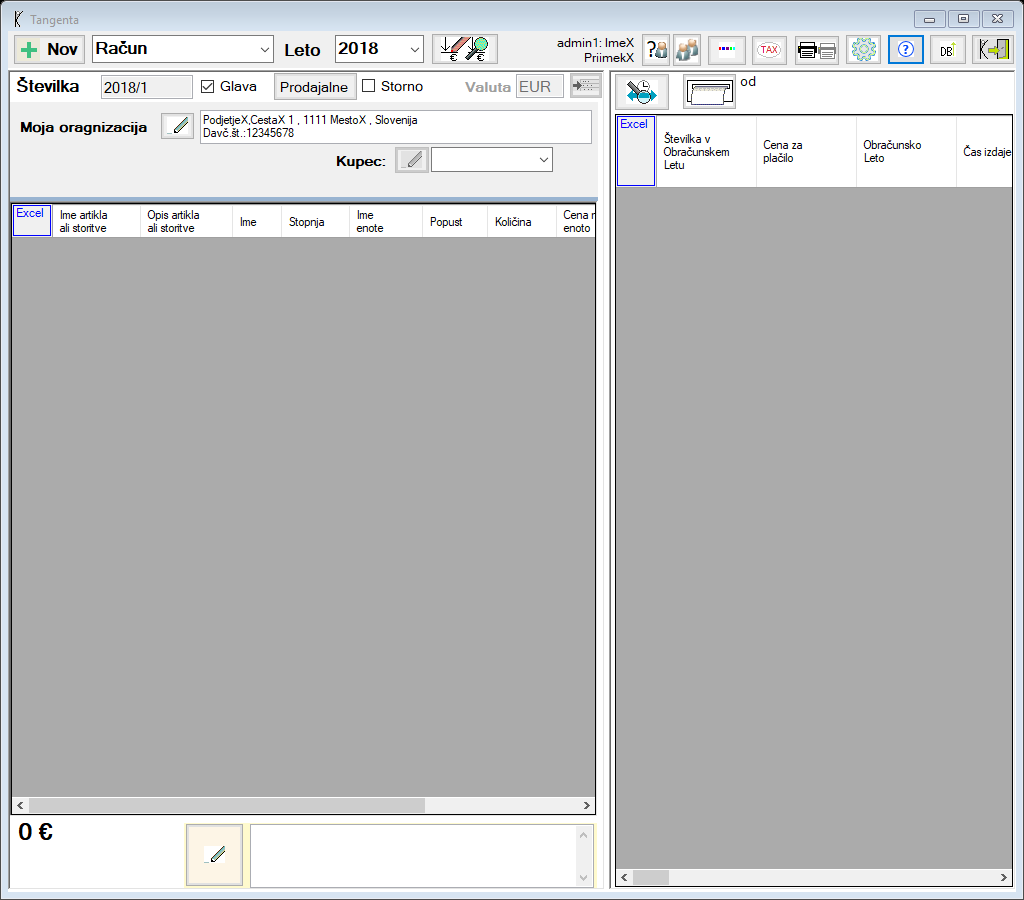 Tangenta
Nov
Račun
Leto
2018
admin1: ImeX
PriimekX
TAX
DB
Številka
2018/1
Glava
Prodajalne
Storno
Valuta
EUR
od
Moja oragnizacija
PodjetjeX,CestaX 1 , 1111 MestoX , Slovenija
Davč.št.:12345678
Kupec:
Excel
Ime artikla
ali storitve
Opis artikla
ali storitve
Ime
Stopnja
Ime
enote
Popust
Količina
Cena
enoto
Excel
Številka v
Obračunskem
Letu
Cena za
plačilo
Obračunsko
Leto
Čas izdaje
0 €